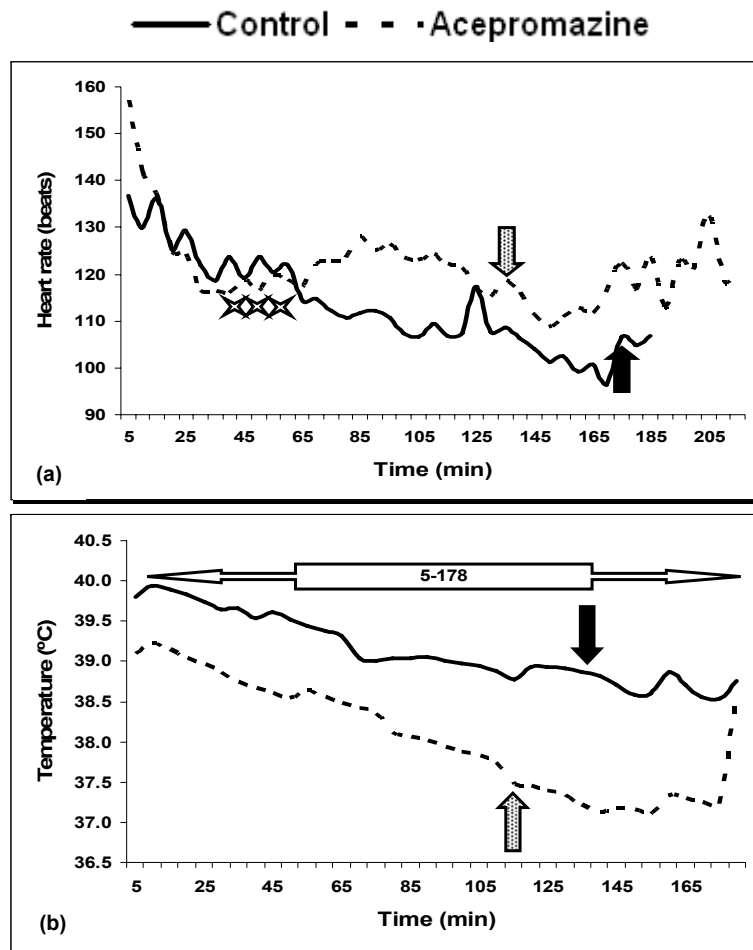 Control Acepromazine
160
150
140
130
120
110
100
90
Heart rate (beats)
5 25 45 65 85 105 125 145 165 185 205
(a)
Time (min)
40.5
40.0
39.5
39.0
38.5
38.0
37.5
37.0
36.5
Temperature (ºC)
5-178
5 25 45 65 85 105 125 145 165
(b)
Time (min)